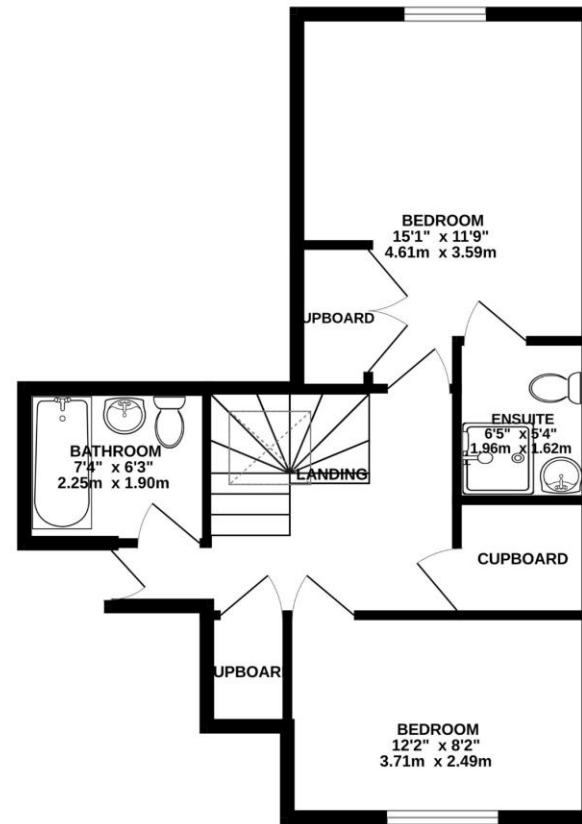 BEDROOM
15'1" x 11'9"
4.61m x 3.59m
UPBOARD
ENSUITE
6'5" x 5'4"
1.96m x 1.62m
BATHROOM
7'4" x 6'3"
2.25m x 1.90m
LANDING
CUPBOARD
UPBOAR
BEDROOM
12'2" x 8'2"
3.71m x 2.49m